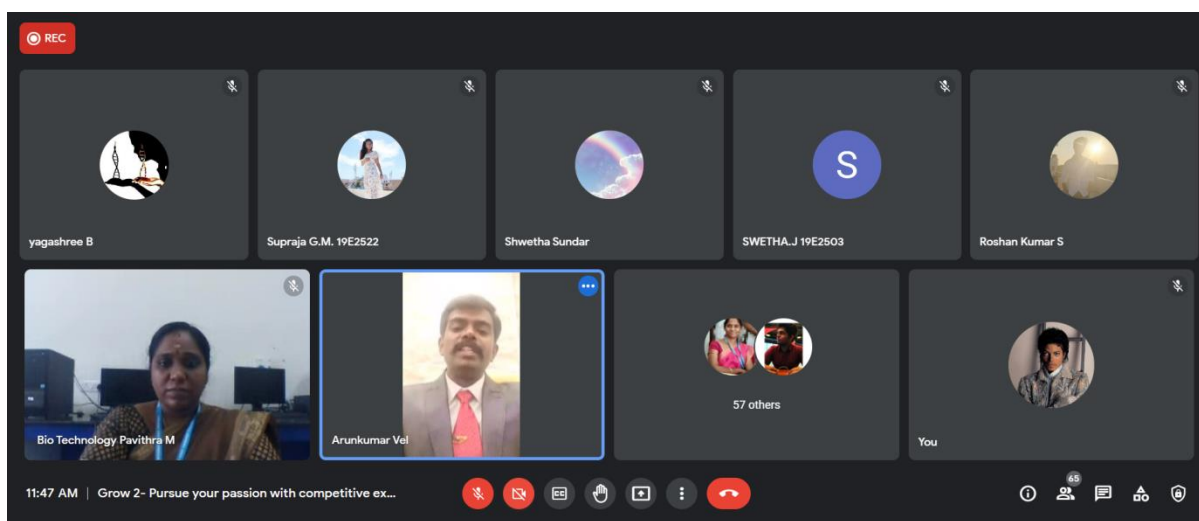 REC
yagashree B
Supraja G.M. 19E2522
Shwetha Sundar
S
SWETHA.J 19E2503
Roshan Kumar S
Bio Technology Pavithra M
Arunkumar Vel
57 others
You
11:47 AM | Grow 2- Pursue your passion with competitive ex...
CC
65